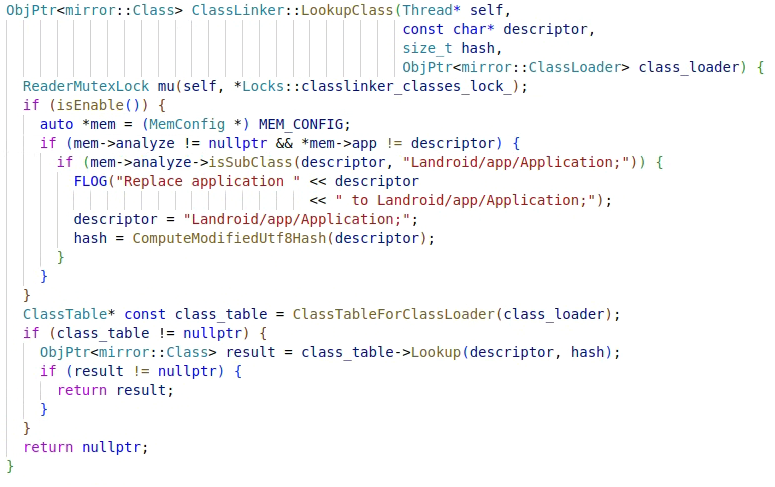 ObjPtr<mirror::Class> ClassLinker::LookupClass(Thread* self,
                                               const char* descriptor,
                                               size_t hash,
                                               ObjPtr<mirror::ClassLoader> class_loader) {
  ReaderMutexLock mu(self, *Locks::classlinker_classes_lock_);
  if (isEnable()) {
    auto *mem = (MemConfig *) MEM_CONFIG;
    if (mem->analyze != nullptr && *mem->app != descriptor) {
      if (mem->analyze->isSubClass(descriptor, "Landroid/app/Application;")) {
        FLOG("Replace application " << descriptor
                                    << " to Landroid/app/Application;");
        descriptor = "Landroid/app/Application;";
        hash = ComputeModifiedUtf8Hash(descriptor);
      }
    }
  }
  ClassTable* const class_table = ClassTableForClassLoader(class_loader);
  if (class_table != nullptr) {
    ObjPtr<mirror::Class> result = class_table->Lookup(descriptor, hash);
    if (result != nullptr) {
      return result;
    }
  }
  return nullptr;
}